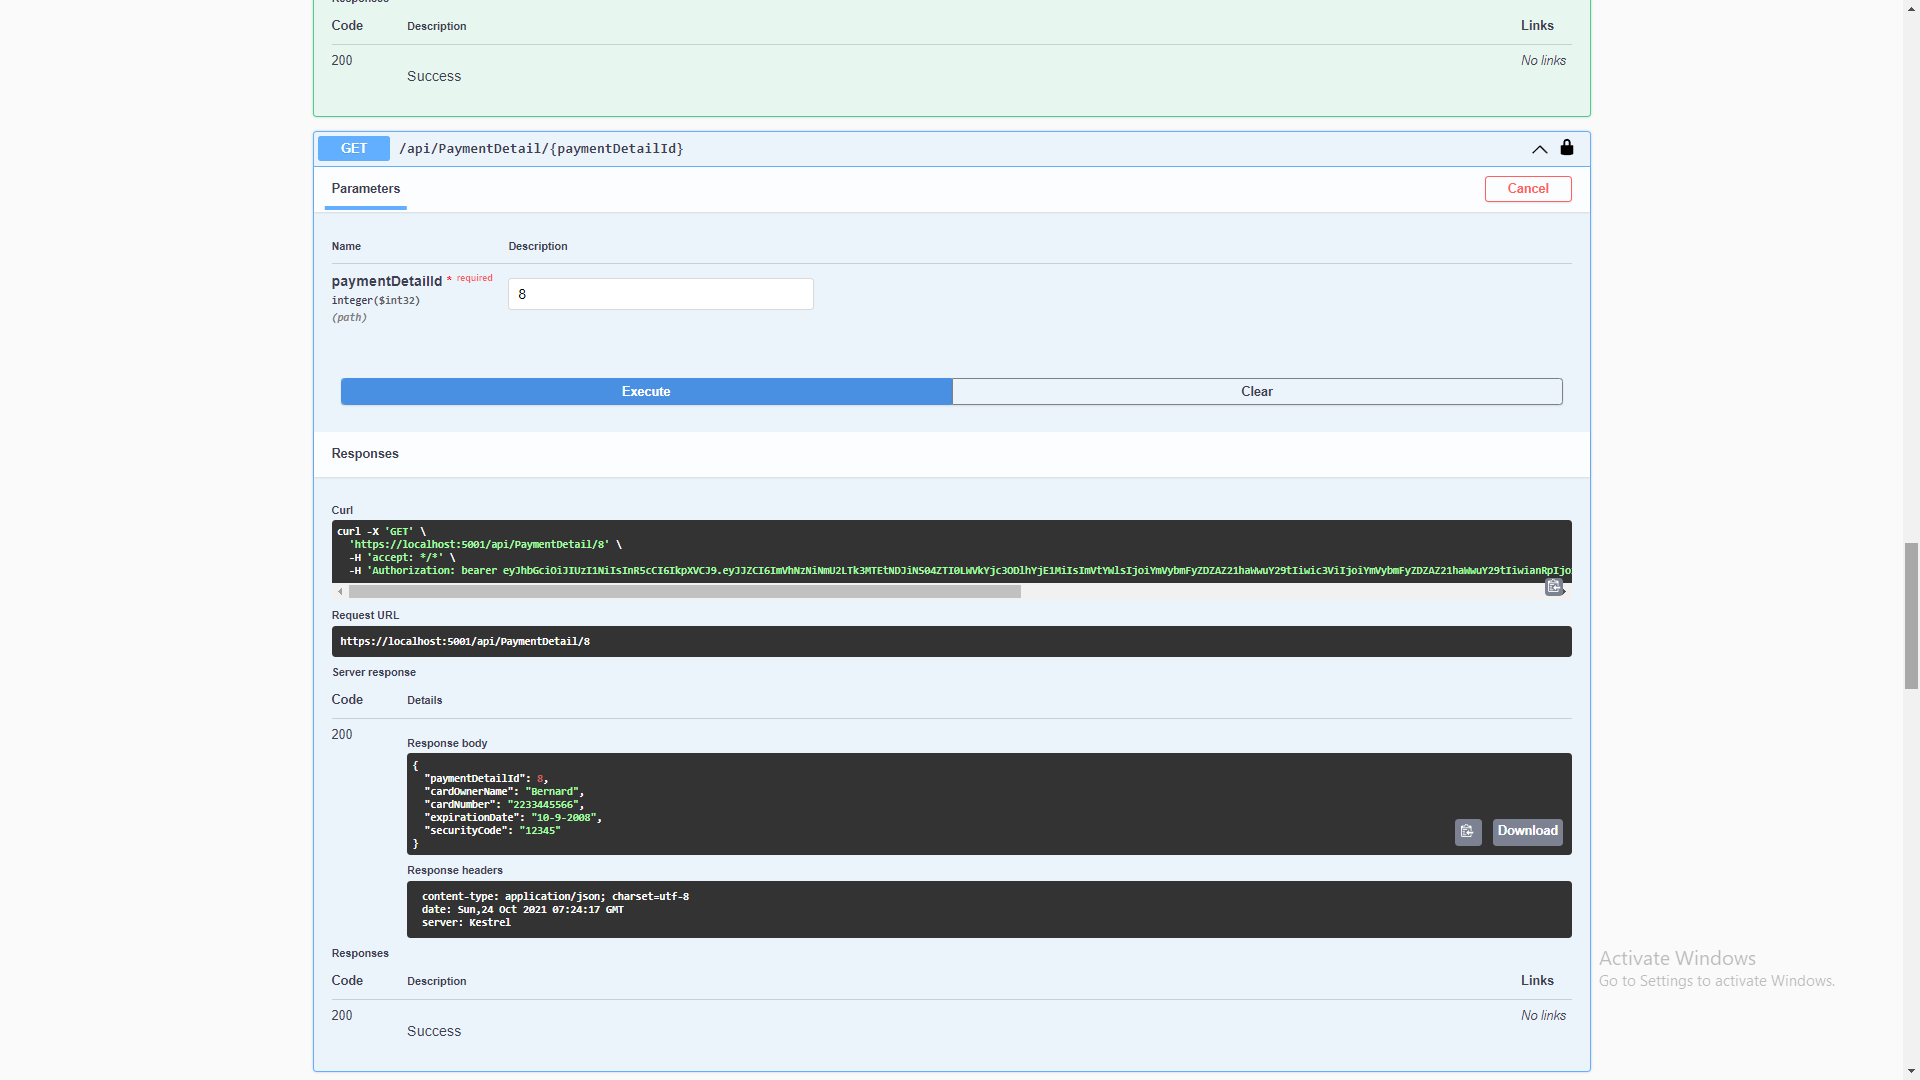 Code Description Links
200 No links
Success
GET /api/PaymentDetail/{paymentDetailId}
Parameters Cancel
Name Description
paymentDetailId * required
integer($int32)
(path)
8
Execute Clear
Responses
Curl
curl -X 'GET' \
'https://localhost:5001/api/PaymentDetail/8' \
-H 'accept: */*' \
-H 'Authorization: bearer
Request URL
https://localhost:5001/api/PaymentDetail/8
Server response
Code Details
200
Response body
{
"paymentDetailId": 8,
"cardOwnerName": "Bernard",
"cardNumber": "2233445566",
"expirationDate": "10-9-2008",
"securityCode": "12345"
}
Download
Response headers
content-type: application/json; charset=utf-8
date: Sun,24 Oct 2021 07:24:17 GMT
server: Kestrel
Responses
Code Description Links
200 No links
Success
Activate Windows
Go to Settings to activate Windows.